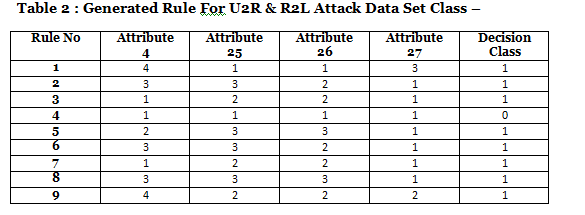 Table 2 : Generated Rule For U2R & R2L Attack Data Set Class –
Rule No Attribute 4 Attribute 25 Attribute 26 Attribute 27 Decision Class
1 4 1 1 3 1
2 3 3 2 1 1
3 1 2 2 1 1
4 1 1 1 1 0
5 2 3 3 1 1
6 3 3 2 1 1
7 1 2 2 1 1
8 3 3 3 1 1
9 4 2 2 2 1